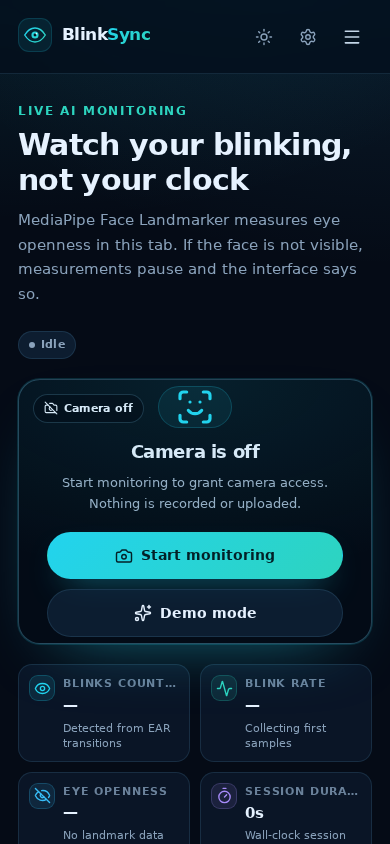 BlinkSync
LIVE AI MONITORING
Watch your blinking,
not your clock
MediaPipe Face Landmarker measures eye
openness in this tab. If the face is not visible,
measurements pause and the interface says
so.
Idle
Camera off
Camera is off
Start monitoring to grant camera access.
Nothing is recorded or uploaded.
Start monitoring
Demo mode
BLINKS COUNT...
—
Detected from EAR
transitions
BLINK RATE
—
Collecting first
samples
EYE OPENNESS
—
No landmark data
SESSION DURA...
0s
Wall-clock session